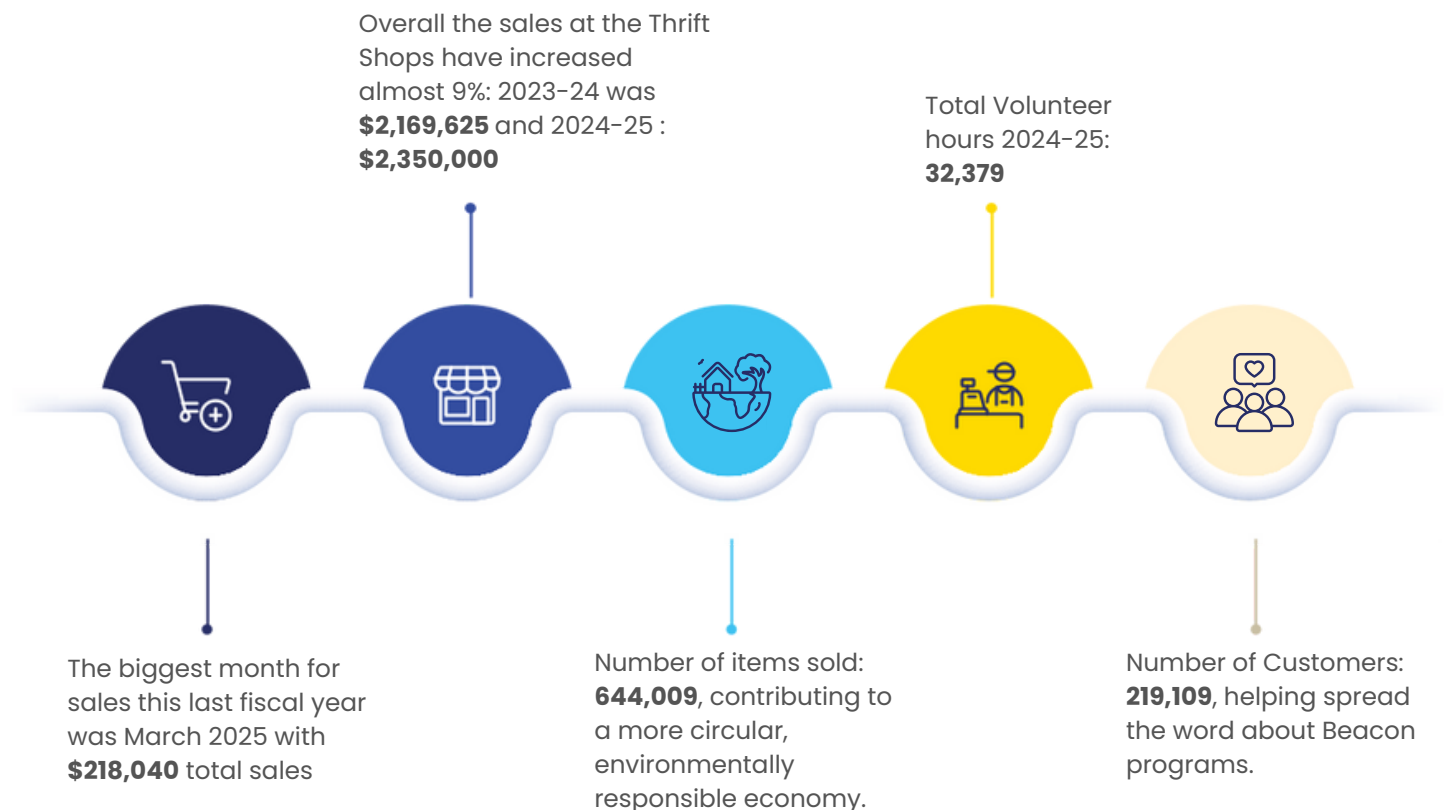 Overall the sales at the Thrift
Shops have increased
almost 9%: 2023-24 was
$2,169,625 and 2024-25 :
$2,350,000
Total Volunteer
hours 2024-25:
32,379
The biggest month for
sales this last fiscal year
was March 2025 with
$218,040 total sales
Number of items sold:
644,009, contributing to
a more circular,
environmentally
responsible economy.
Number of Customers:
219,109, helping spread
the word about Beacon
programs.